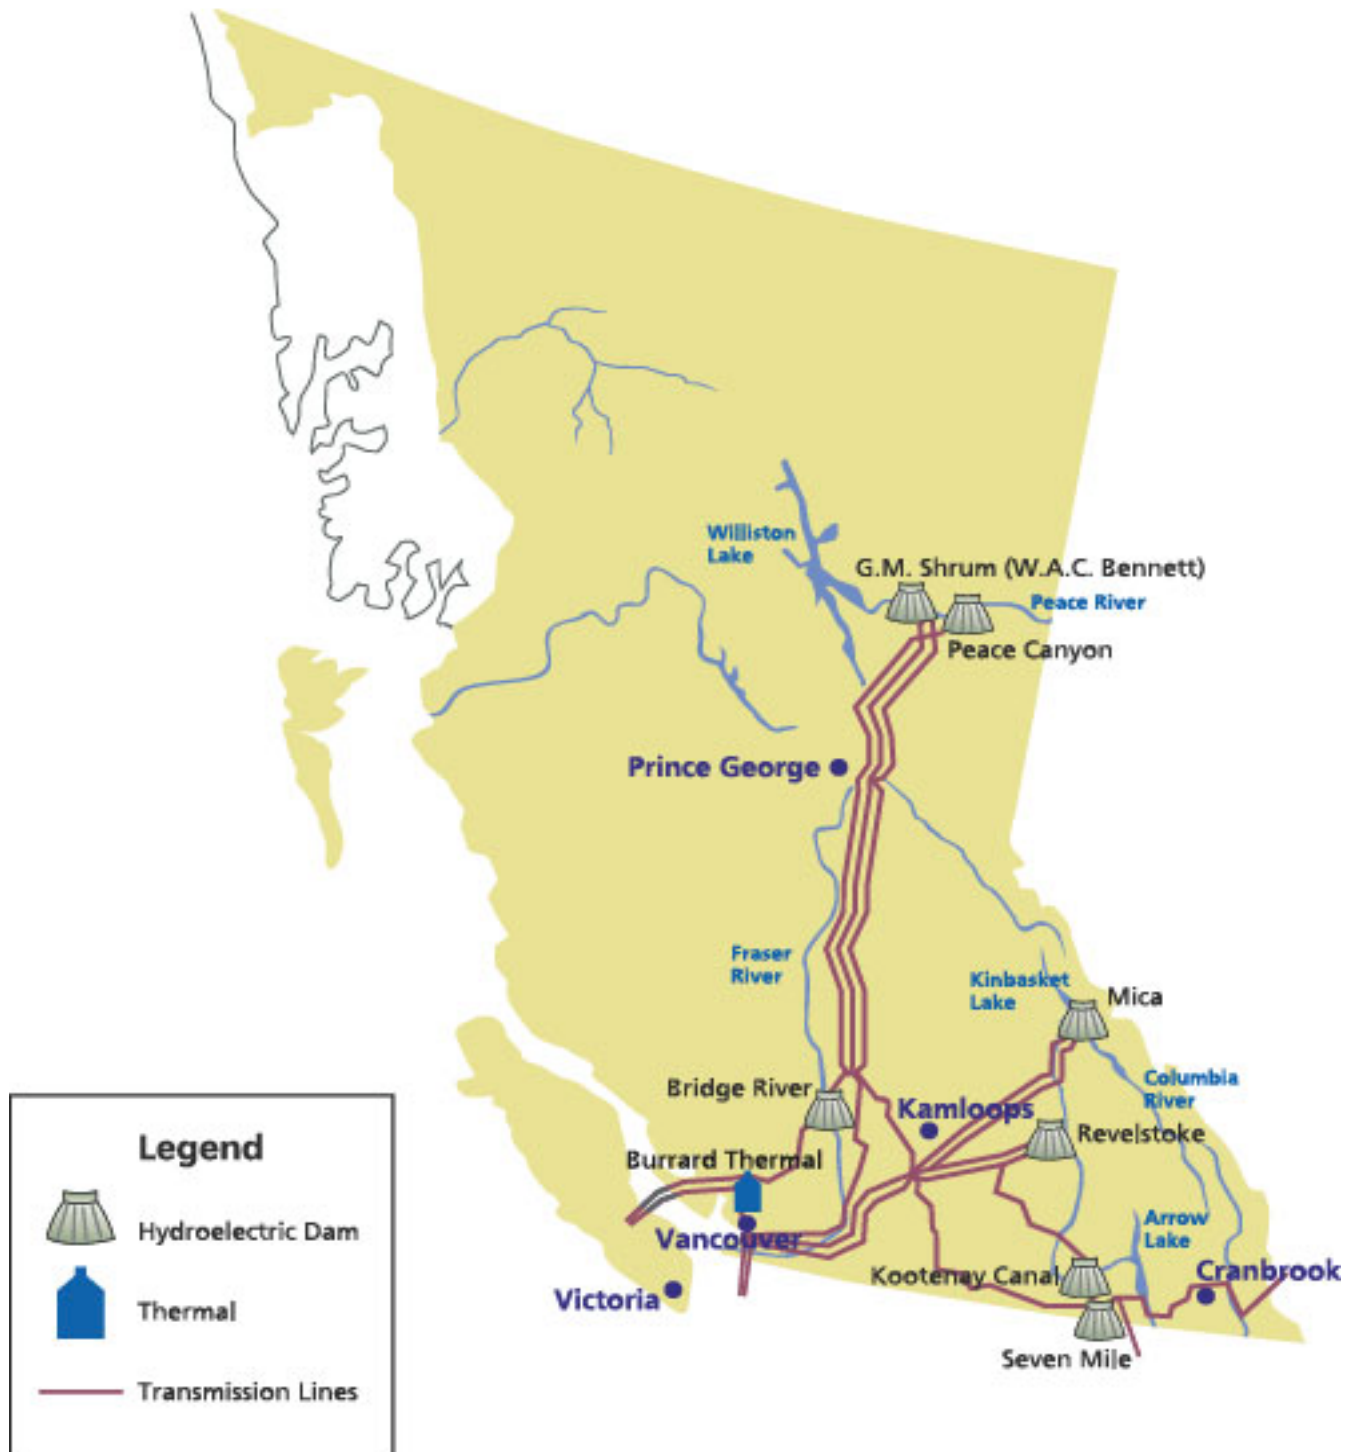 Williston
Lake
G.M. Shrum (W.A.C. Bennett)
Peace River
Peace Canyon
Prince George
Fraser
River
Kinbasket
Lake
Mica
Columbia
River
Bridge River
Kamloops
Revelstoke
Burrard Thermal
Vancouver
Arrow
Lake
Kootenay Canal
Cranbrook
Victoria
Seven Mile
Legend
Hydroelectric Dam
Thermal
Transmission Lines